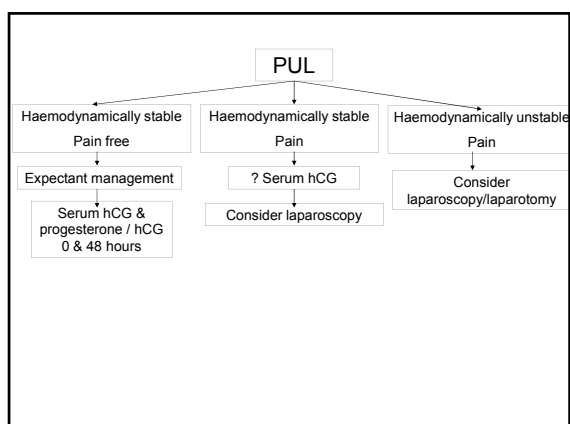 PUL
Haemodynamically stable
Pain free
Expectant management
Serum hCG &
progesterone / hCG
0 & 48 hours
Haemodynamically stable
Pain
? Serum hCG
Consider laparoscopy
Haemodynamically unstable
Pain
Consider
laparoscopy/laparotomy